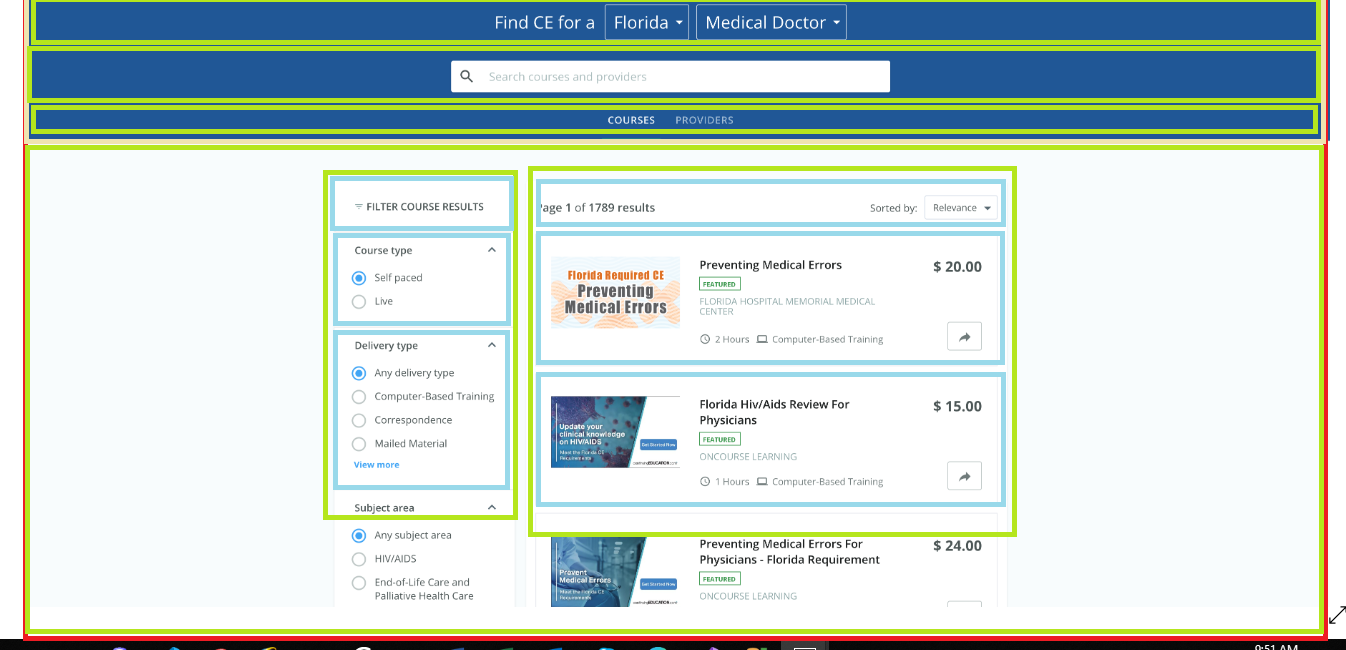 Find CE for a Florida Medical Doctor
Search courses and providers
COURSES PROVIDERS
FILTER COURSE RESULTS
Course type
Self paced
Live
Delivery type
Any delivery type
Computer-Based Training
Correspondence
Mailed Material
View more
Subject area
Any subject area
HIV/AIDS
End-of-Life Care and
Palliative Health Care
Page 1 of 1789 results
Sorted by: Relevance
Florida Required CE
Preventing
Medical Errors
Preventing Medical Errors
$ 20.00
FEATURED
FLORIDA HOSPITAL MEMORIAL MEDICAL
CENTER
2 Hours Computer-Based Training
Update your
clinical knowledge
on HIV/AIDS
Meet the Florida CE
Requirements
Get Started Now
continuingEDUCATOR.com
Florida Hiv/Aids Review For
Physicians
$ 15.00
FEATURED
ONCOURSE LEARNING
1 Hours Computer-Based Training
Prevent
Medical Errors
Meet the Florida CE
Requirements
Get Started Now
Preventing Medical Errors For
Physicians - Florida Requirement
$ 24.00
FEATURED
ONCOURSE LEARNING
9:51 AM